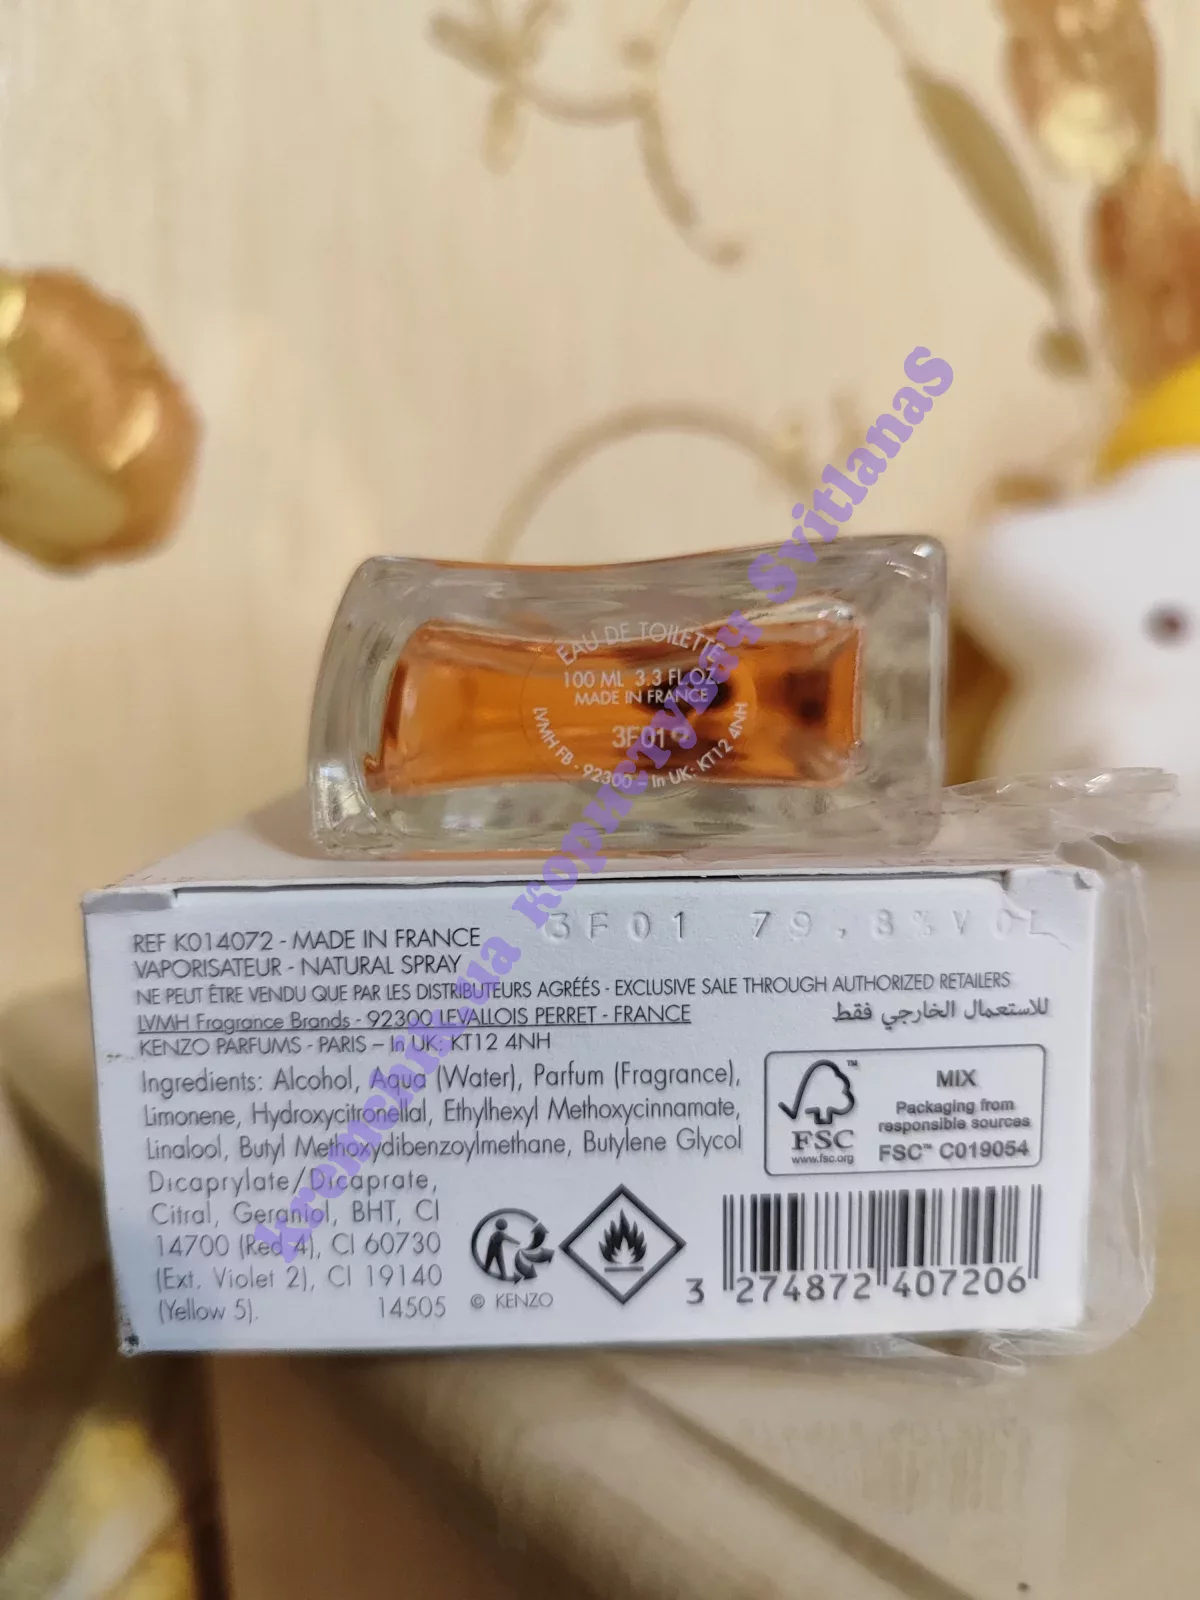 EAU DE TOILETTE
100 ML 3.3 FL.OZ.
MADE IN FRANCE
3F01
LVMH FB - 92300 - In UK: KT12 4NH
3F01 79,8%VOL
REF K014072 - MADE IN FRANCE
VAPORISATEUR - NATURAL SPRAY
NE PEUT ÊTRE VENDU QUE PAR LES DISTRIBUTEURS AGRÉÉS - EXCLUSIVE SALE THROUGH AUTHORIZED RETAILERS
LVMH Fragrance Brands - 92300 LEVALLOIS PERRET - FRANCE
للاستعمال الخارجي فقط
KENZO PARFUMS - PARIS – In UK: KT12 4NH
Ingredients: Alcohol, Aqua (Water), Parfum (Fragrance),
Limonene, Hydroxycitronellal, Ethylhexyl Methoxycinnamate,
Linalool, Butyl Methoxydibenzoylmethane, Butylene Glycol
Dicaprylate/Dicaprate,
Citral, Geraniol, BHT, CI
14700 (Red 4), CI 60730
(Ext. Violet 2), CI 19140
(Yellow 5). 14505
© KENZO
FSC
www.fsc.org
™
MIX
Packaging from
responsible sources
FSC™ C019054
3 274872 407206
kremchik.ua користувач SvitlanaS